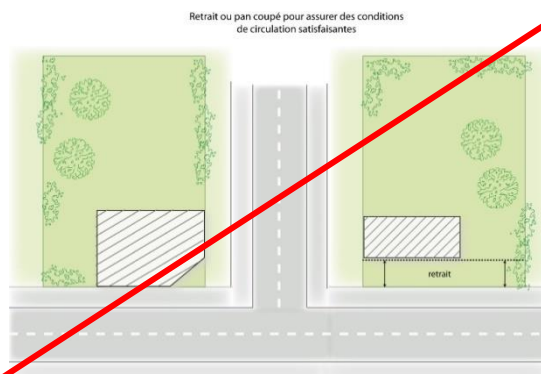 Retrait ou pan coupé pour assurer des conditions
de circulation satisfaisantes
retrait